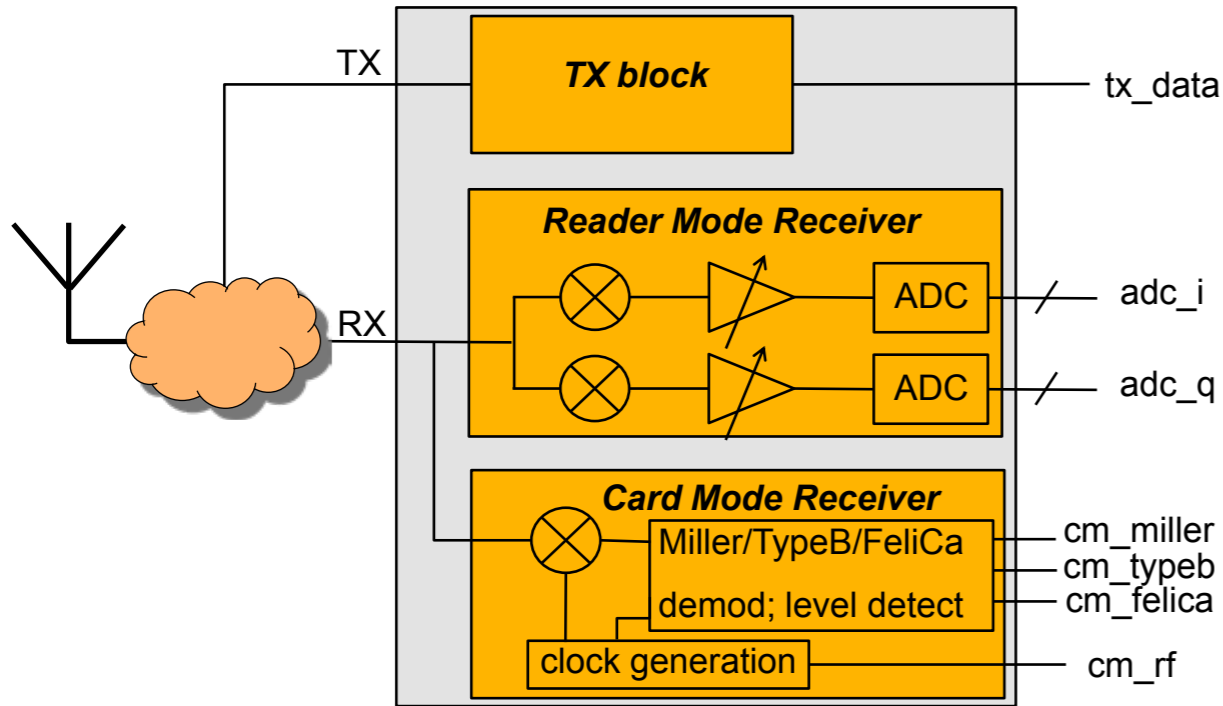 TX
TX block
tx_data
Reader Mode Receiver
ADC
adc_i
RX
ADC
adc_q
Card Mode Receiver
Miller/TypeB/FeliCa
demod; level detect
cm_miller
cm_typeb
cm_felica
clock generation
cm_rf